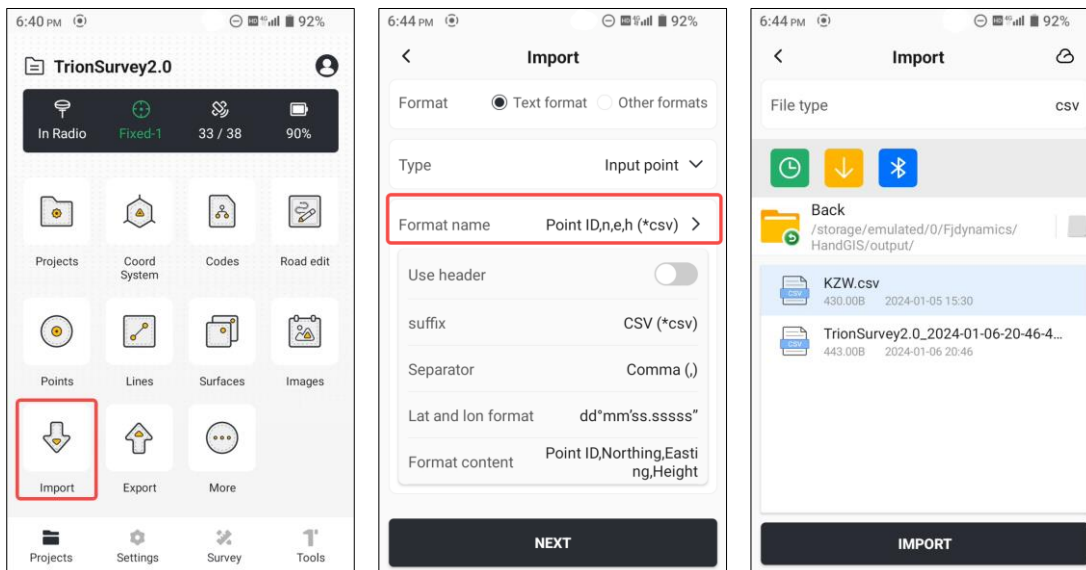 6:40 PM
92%
TrionSurvey2.0
In Radio
Fixed-1
33 / 38
90%
Projects
Coord
System
Codes
Road edit
Points
Lines
Surfaces
Images
Import
Export
More
Projects
Settings
Survey
Tools
6:44 PM
92%
Import
Format
Text format
Other formats
Type
Input point
Format name
Point ID,n,e,h (*csv)
Use header
suffix
CSV (*csv)
Separator
Comma (,)
Lat and lon format
dd°mm'ss.sssss"
Format content
Point ID,Northing,Easti
ng,Height
NEXT
6:44 PM
92%
Import
File type
csv
Back
/storage/emulated/0/Fjdynamics/
HandGIS/output/
CSV
KZW.csv
430.00B 2024-01-05 15:30
CSV
TrionSurvey2.0_2024-01-06-20-46-4...
443.00B 2024-01-06 20:46
IMPORT